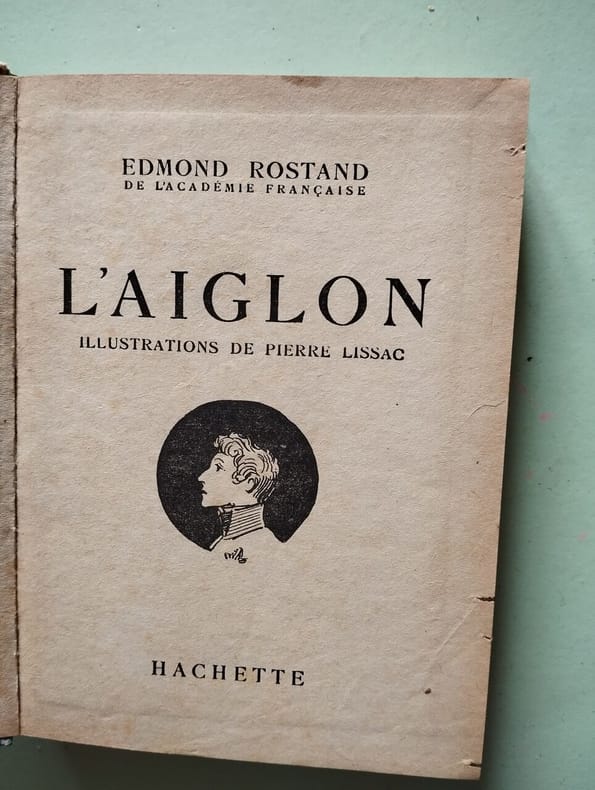 EDMOND ROSTAND
DE L'ACADÉMIE FRANÇAISE
L'AIGLON
ILLUSTRATIONS DE PIERRE LISSAC
HACHETTE